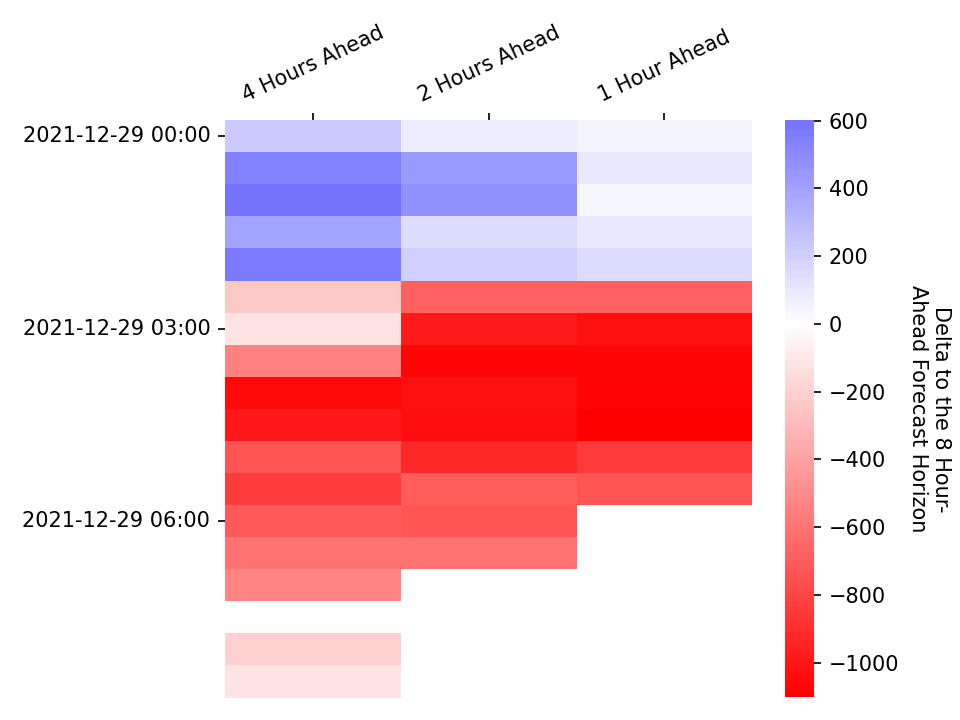 4 Hours Ahead
2 Hours Ahead
1 Hour Ahead
2021-12-29 00:00
2021-12-29 03:00
2021-12-29 06:00
600
400
200
0
−200
−400
−600
−800
−1000
Delta to the 8 Hour-
Ahead Forecast Horizon